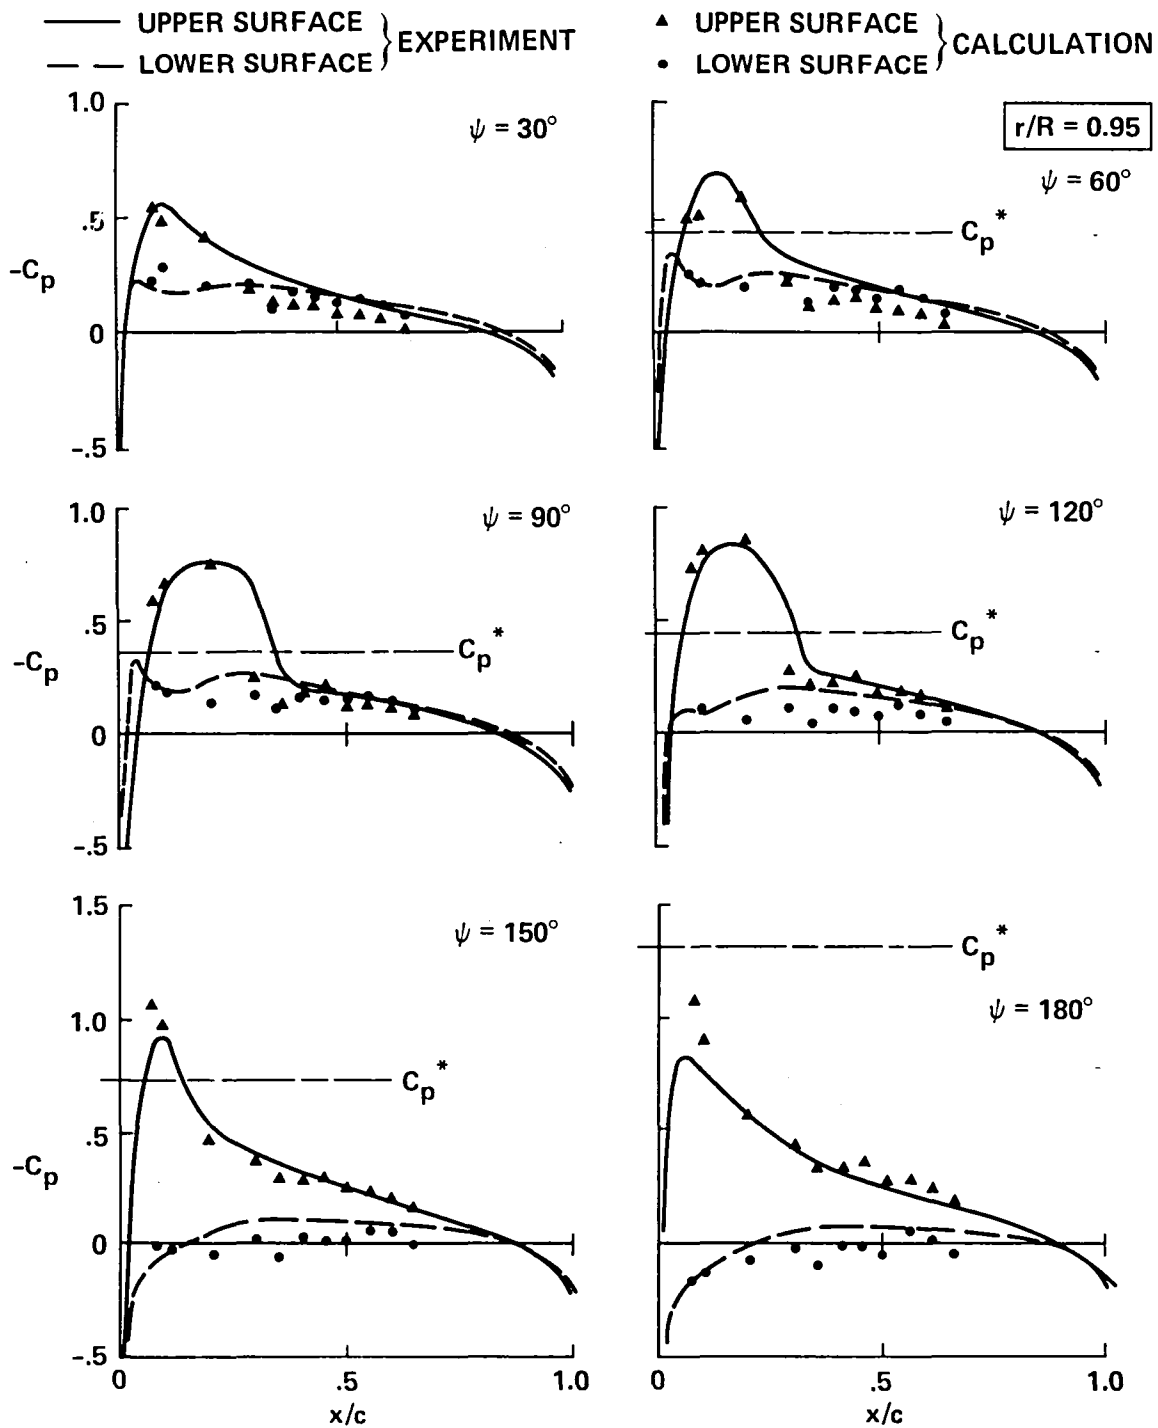 UPPER SURFACE
LOWER SURFACE
EXPERIMENT
UPPER SURFACE
LOWER SURFACE
CALCULATION
1.0
.5
-Cp
0
-.5
ψ = 30°
r/R = 0.95
ψ = 60°
Cp*
1.0
.5
-Cp
0
-.5
ψ = 90°
Cp*
ψ = 120°
Cp*
1.5
1.0
.5
-Cp
0
-.5
ψ = 150°
Cp*
0
.5
1.0
x/c
Cp*
ψ = 180°
0
.5
1.0
x/c